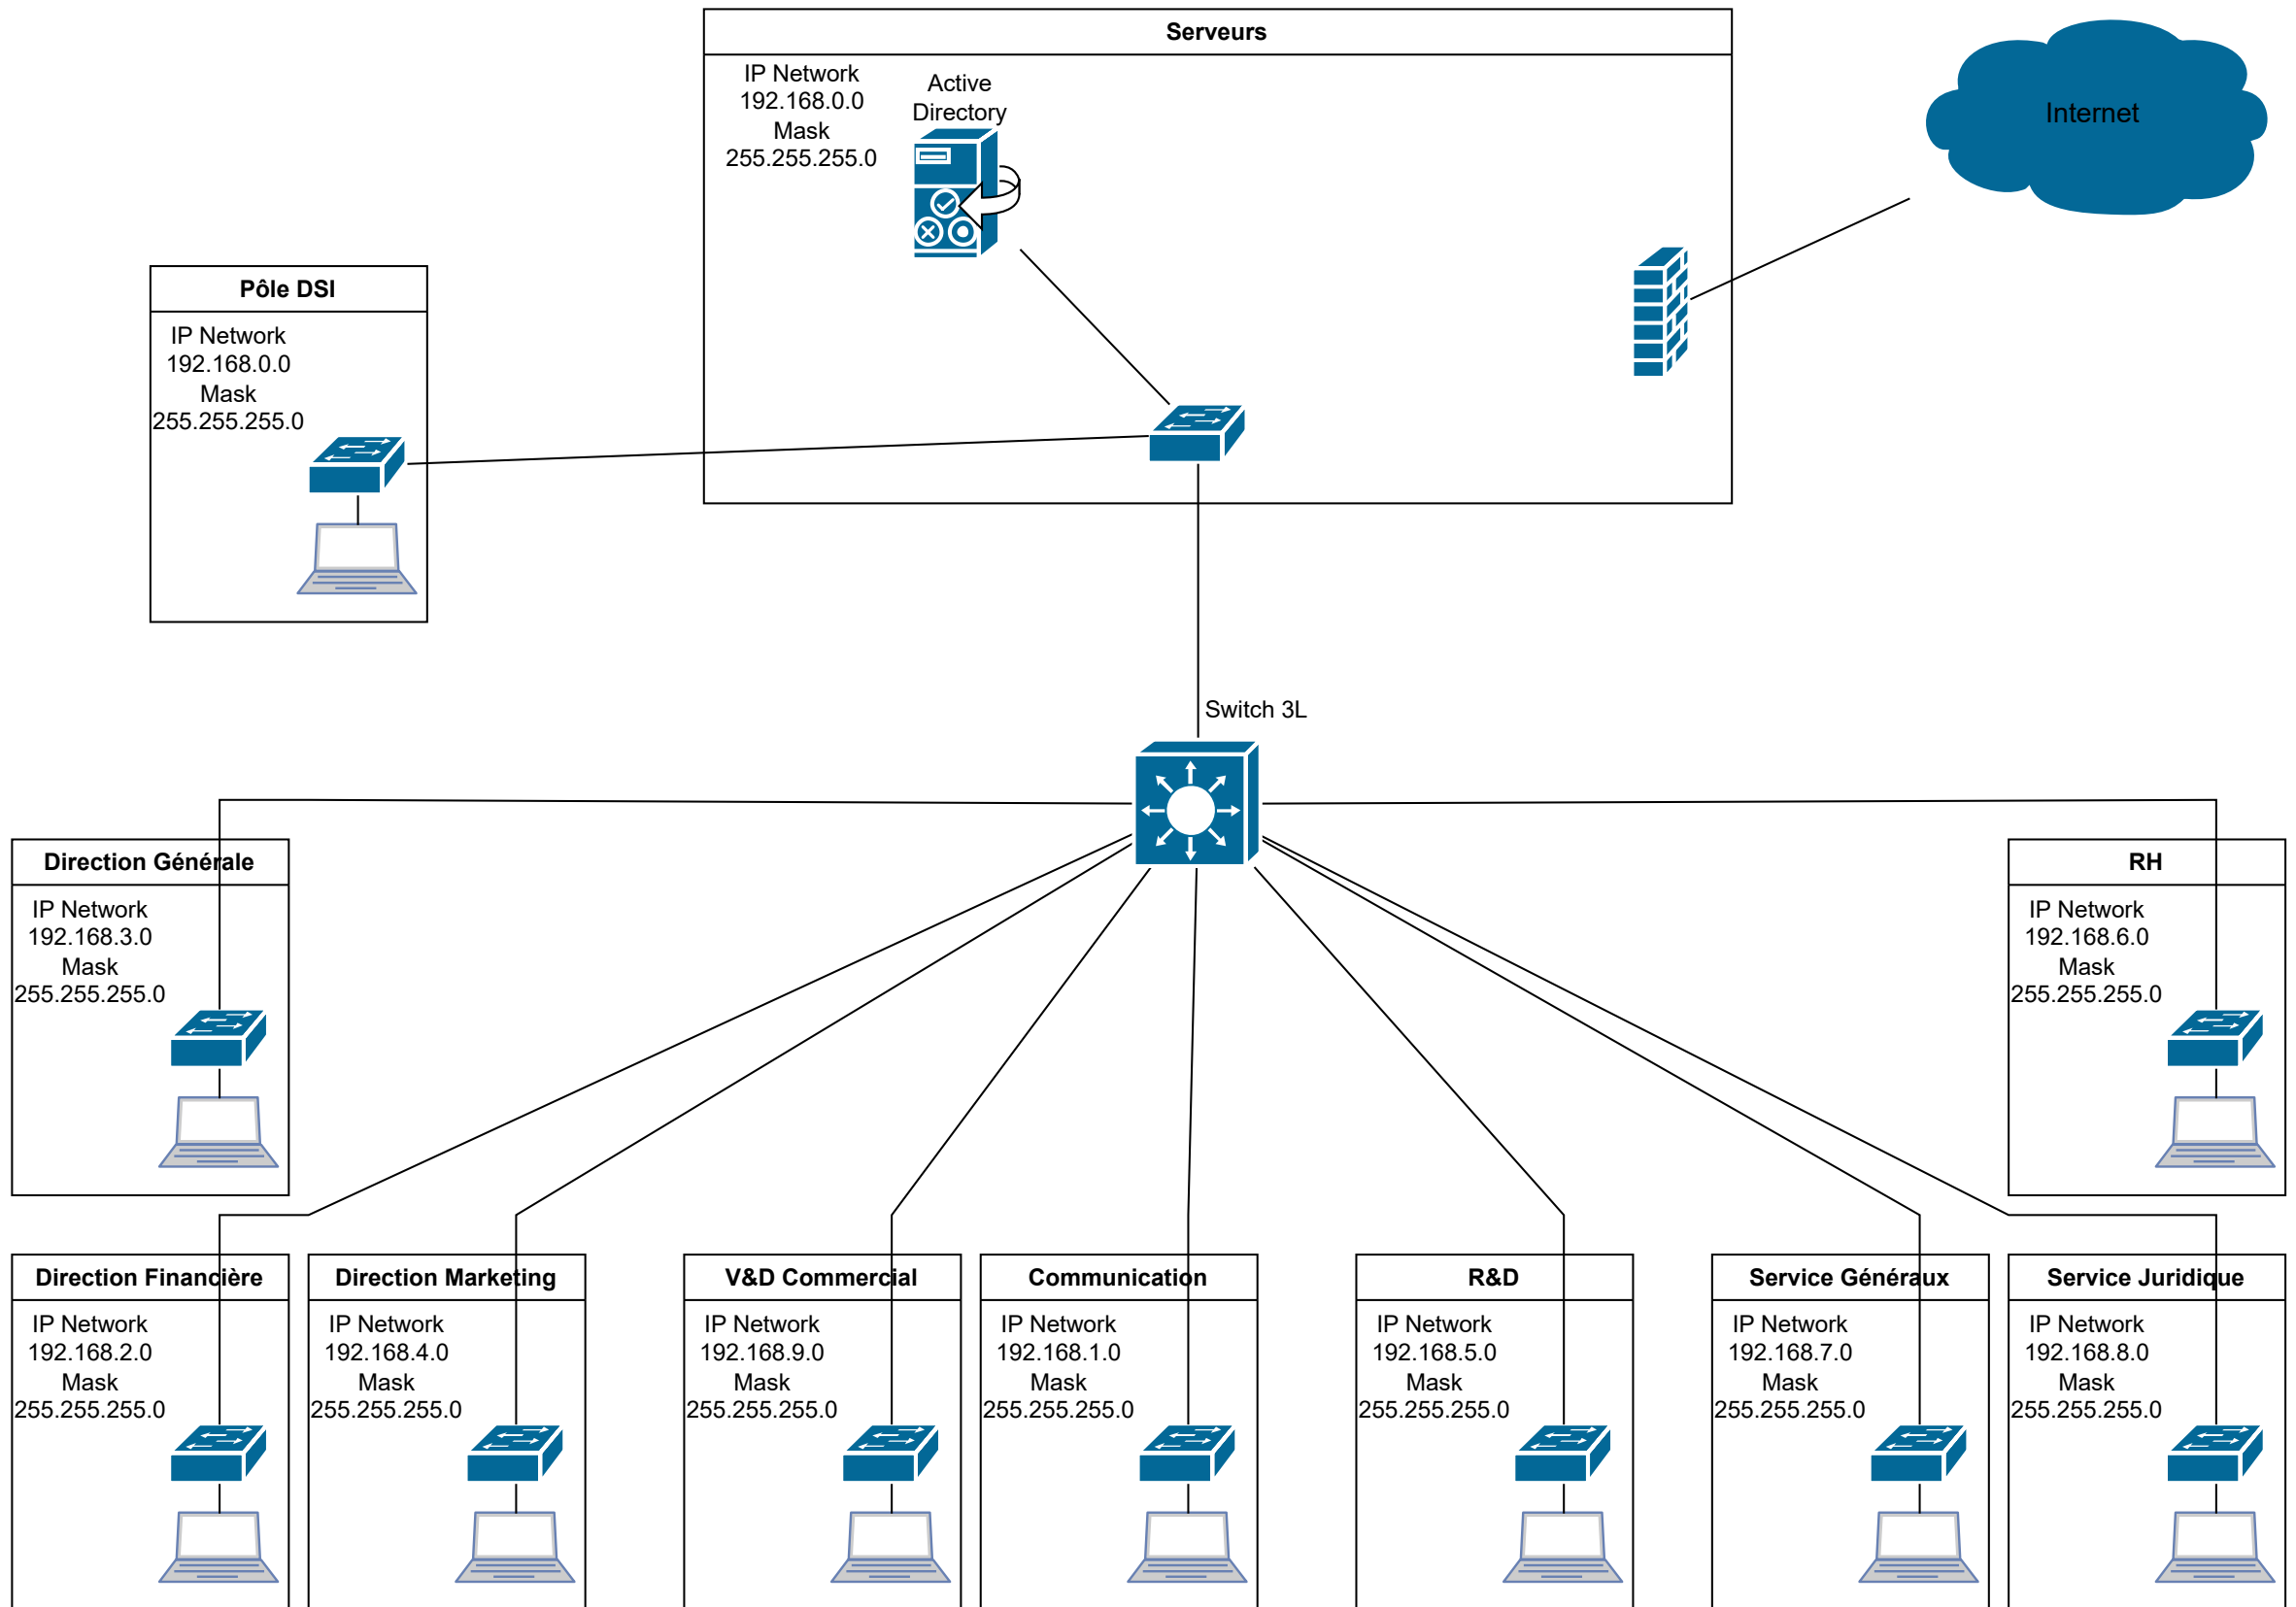 Serveurs
IP Network
192.168.0.0
Mask
255.255.255.0
Active
Directory
Internet
Pôle DSI
IP Network
192.168.0.0
Mask
255.255.255.0
Switch 3L
Direction Générale
IP Network
192.168.3.0
Mask
255.255.255.0
RH
IP Network
192.168.6.0
Mask
255.255.255.0
Direction Financière
IP Network
192.168.2.0
Mask
255.255.255.0
Direction Marketing
IP Network
192.168.4.0
Mask
255.255.255.0
V&D Commercial
IP Network
192.168.9.0
Mask
255.255.255.0
Communication
IP Network
192.168.1.0
Mask
255.255.255.0
R&D
IP Network
192.168.5.0
Mask
255.255.255.0
Service Généraux
IP Network
192.168.7.0
Mask
255.255.255.0
Service Juridique
IP Network
192.168.8.0
Mask
255.255.255.0